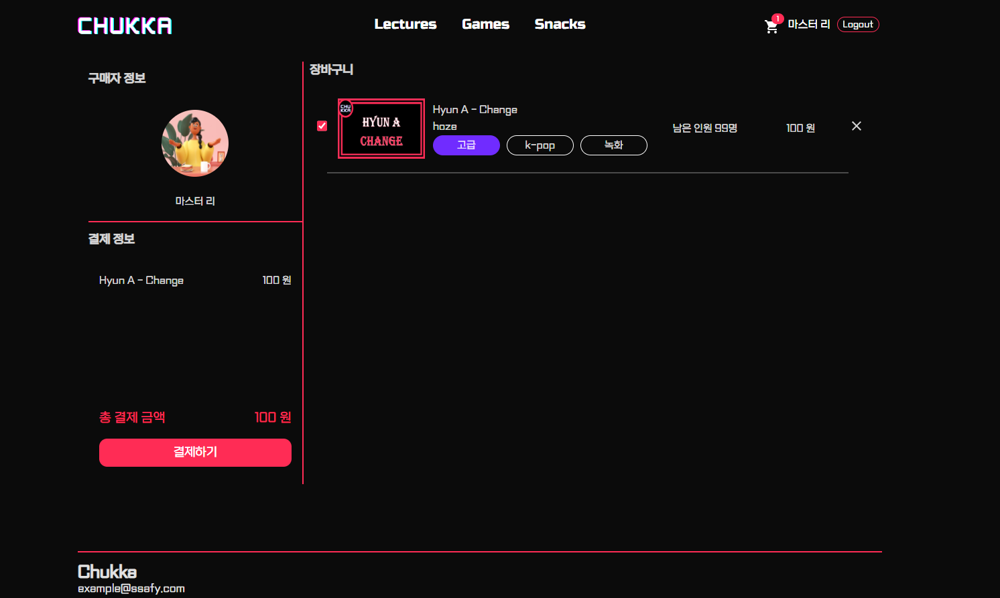 CHUKKA
Lectures Games Snacks
1
마스터 리 Logout
구매자 정보
마스터 리
결제 정보
Hyun A - Change 100 원
총 결제 금액 100 원
결제하기
장바구니
CHU
KKA
HYUN A
CHANGE
Hyun A - Change
hoze
고급 k-pop 녹화
남은 인원 99명 100 원
Chukka
example@ssafy.com